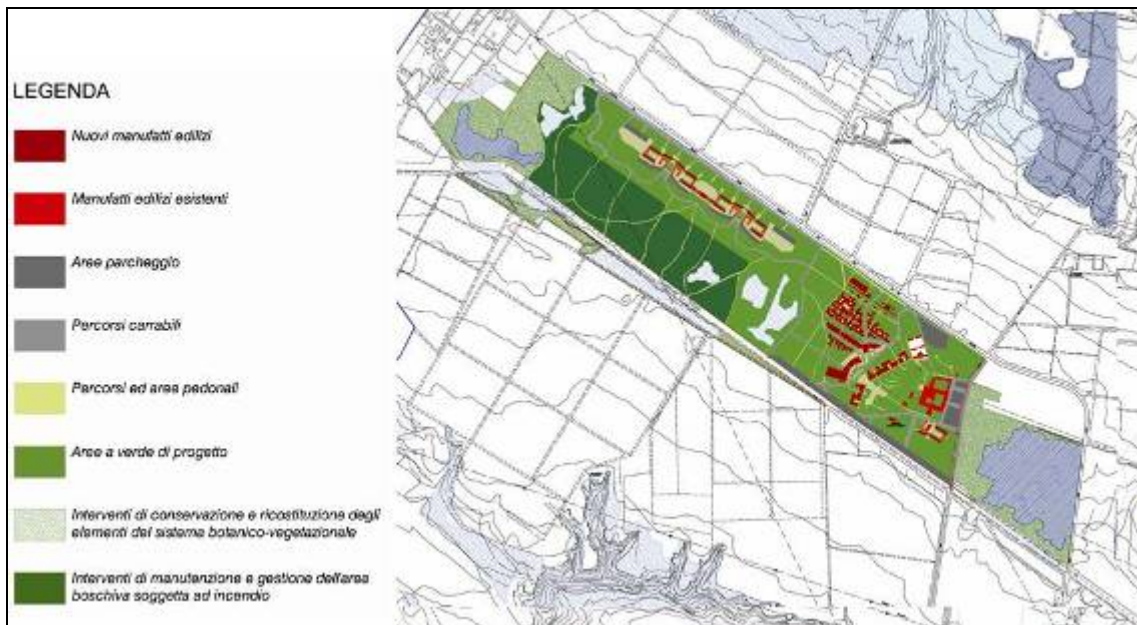 LEGENDA
Nuovi manufatti edilizi
Manufatti edilizi esistenti
Aree parcheggio
Percorsi carrabili
Percorsi ed aree pedonali
Aree a verde di progetto
Interventi di conservazione e ricostituzione degli
elementi del sistema botanico-vegetazionale
Interventi di manutenzione e gestione dell'area
boschiva soggetta ad incendio